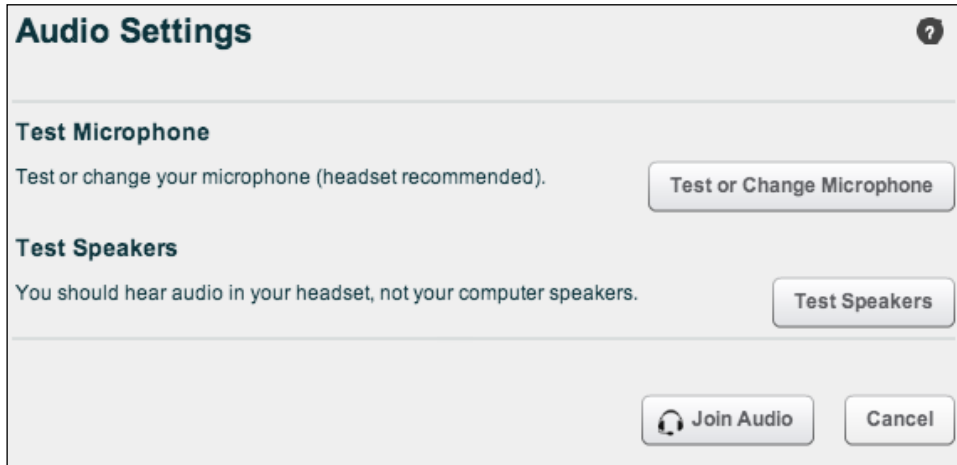 Audio Settings
?
Test Microphone
Test or change your microphone (headset recommended).
Test or Change Microphone
Test Speakers
You should hear audio in your headset, not your computer speakers.
Test Speakers
Join Audio
Cancel